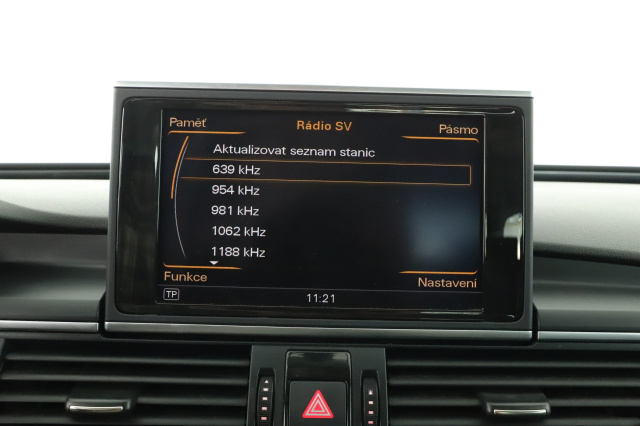 Paměť
Rádio SV
Pásmo
Aktualizovat seznam stanic
639 kHz
954 kHz
981 kHz
1062 kHz
1188 kHz
Funkce
Nastavení
TP
11:21